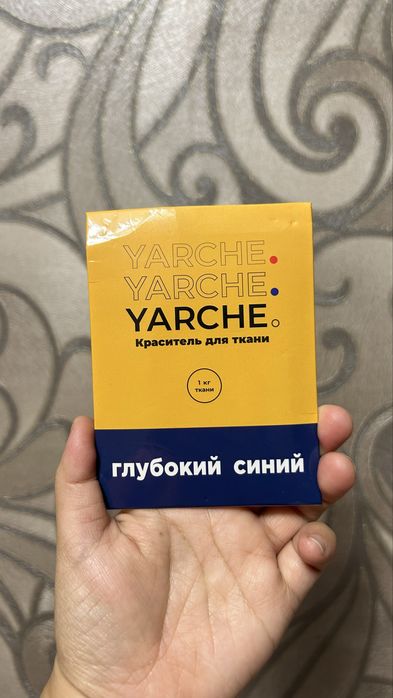 YARCHE.
YARCHE.
YARCHE.
Краситель для ткани
1 кг
ткани
глубокий синий